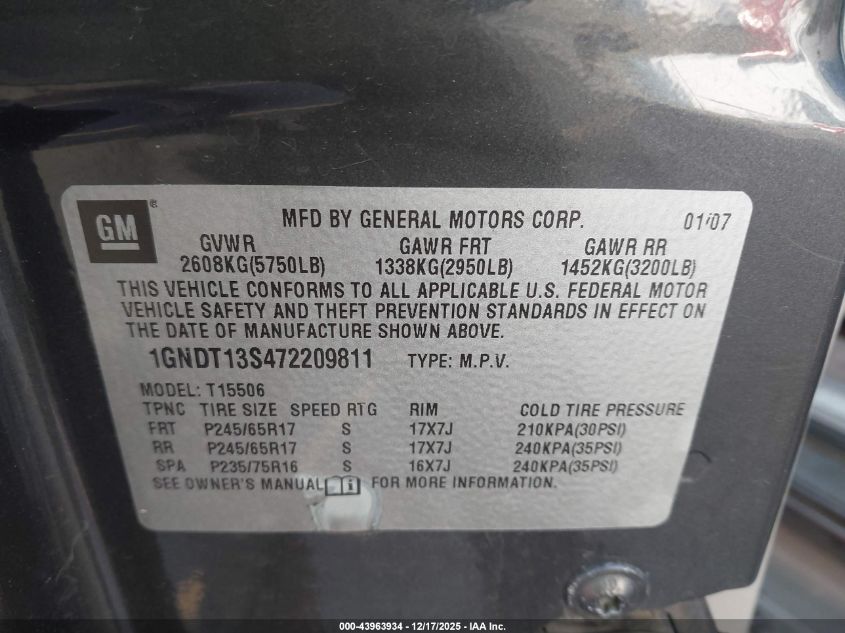 GM ®
MFD BY GENERAL MOTORS CORP. 01/07
GVWR GAWR FRT GAWR RR
2608KG(5750LB) 1338KG(2950LB) 1452KG(3200LB)
THIS VEHICLE CONFORMS TO ALL APPLICABLE U.S. FEDERAL MOTOR
VEHICLE SAFETY AND THEFT PREVENTION STANDARDS IN EFFECT ON
THE DATE OF MANUFACTURE SHOWN ABOVE.
1GNDT13S472209811 TYPE: M.P.V.
MODEL: T15506
TPNC TIRE SIZE SPEED RTG RIM COLD TIRE PRESSURE
FRT P245/65R17 S 17X7J 210KPA(30PSI)
RR P245/65R17 S 17X7J 240KPA(35PSI)
SPA P235/75R16 S 16X7J 240KPA(35PSI)
SEE OWNER'S MANUAL i FOR MORE INFORMATION.
000-43963934 - 12/17/2025 - IAA Inc.